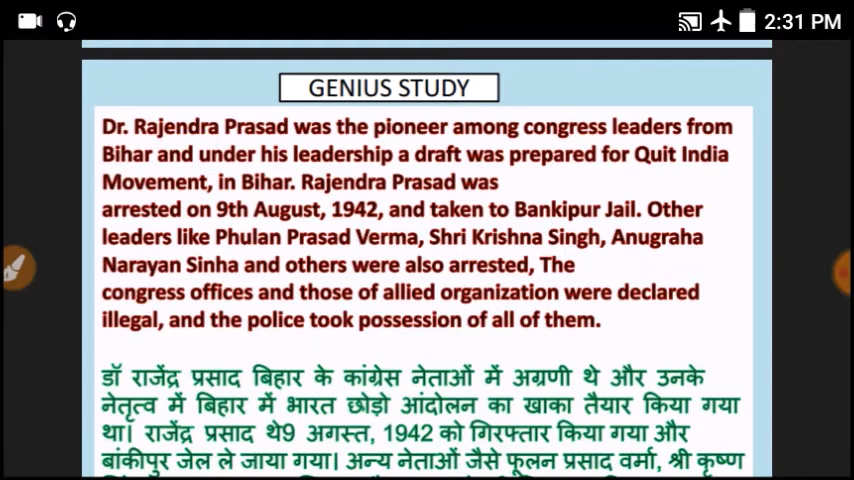 2:31 PM
GENIUS STUDY
Dr. Rajendra Prasad was the pioneer among congress leaders from
Bihar and under his leadership a draft was prepared for Quit India
Movement, in Bihar. Rajendra Prasad was
arrested on 9th August, 1942, and taken to Bankipur Jail. Other
leaders like Phulan Prasad Verma, Shri Krishna Singh, Anugraha
Narayan Sinha and others were also arrested, The
congress offices and those of allied organization were declared
illegal, and the police took possession of all of them.
डॉ राजेंद्र प्रसाद बिहार के कांग्रेस नेताओं में अग्रणी थे और उनके
नेतृत्व में बिहार में भारत छोड़ो आंदोलन का खाका तैयार किया गया
था। राजेंद्र प्रसाद थे9 अगस्त, 1942 को गिरफ्तार किया गया और
बांकीपुर जेल ले जाया गया। अन्य नेताओं जैसे फूलन प्रसाद वर्मा, श्री कृष्ण